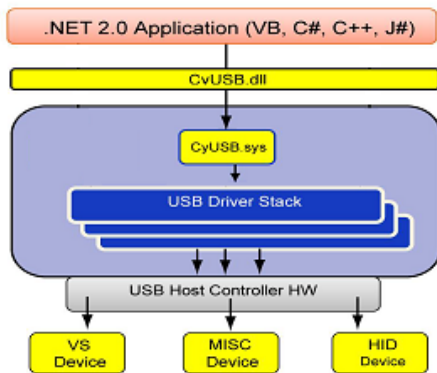 .NET 2.0 Application (VB, C#, C++, J#)
CyUSB.dll
CyUSB.sys
USB Driver Stack
USB Host Controller HW
VS
Device
MISC
Device
HID
Device